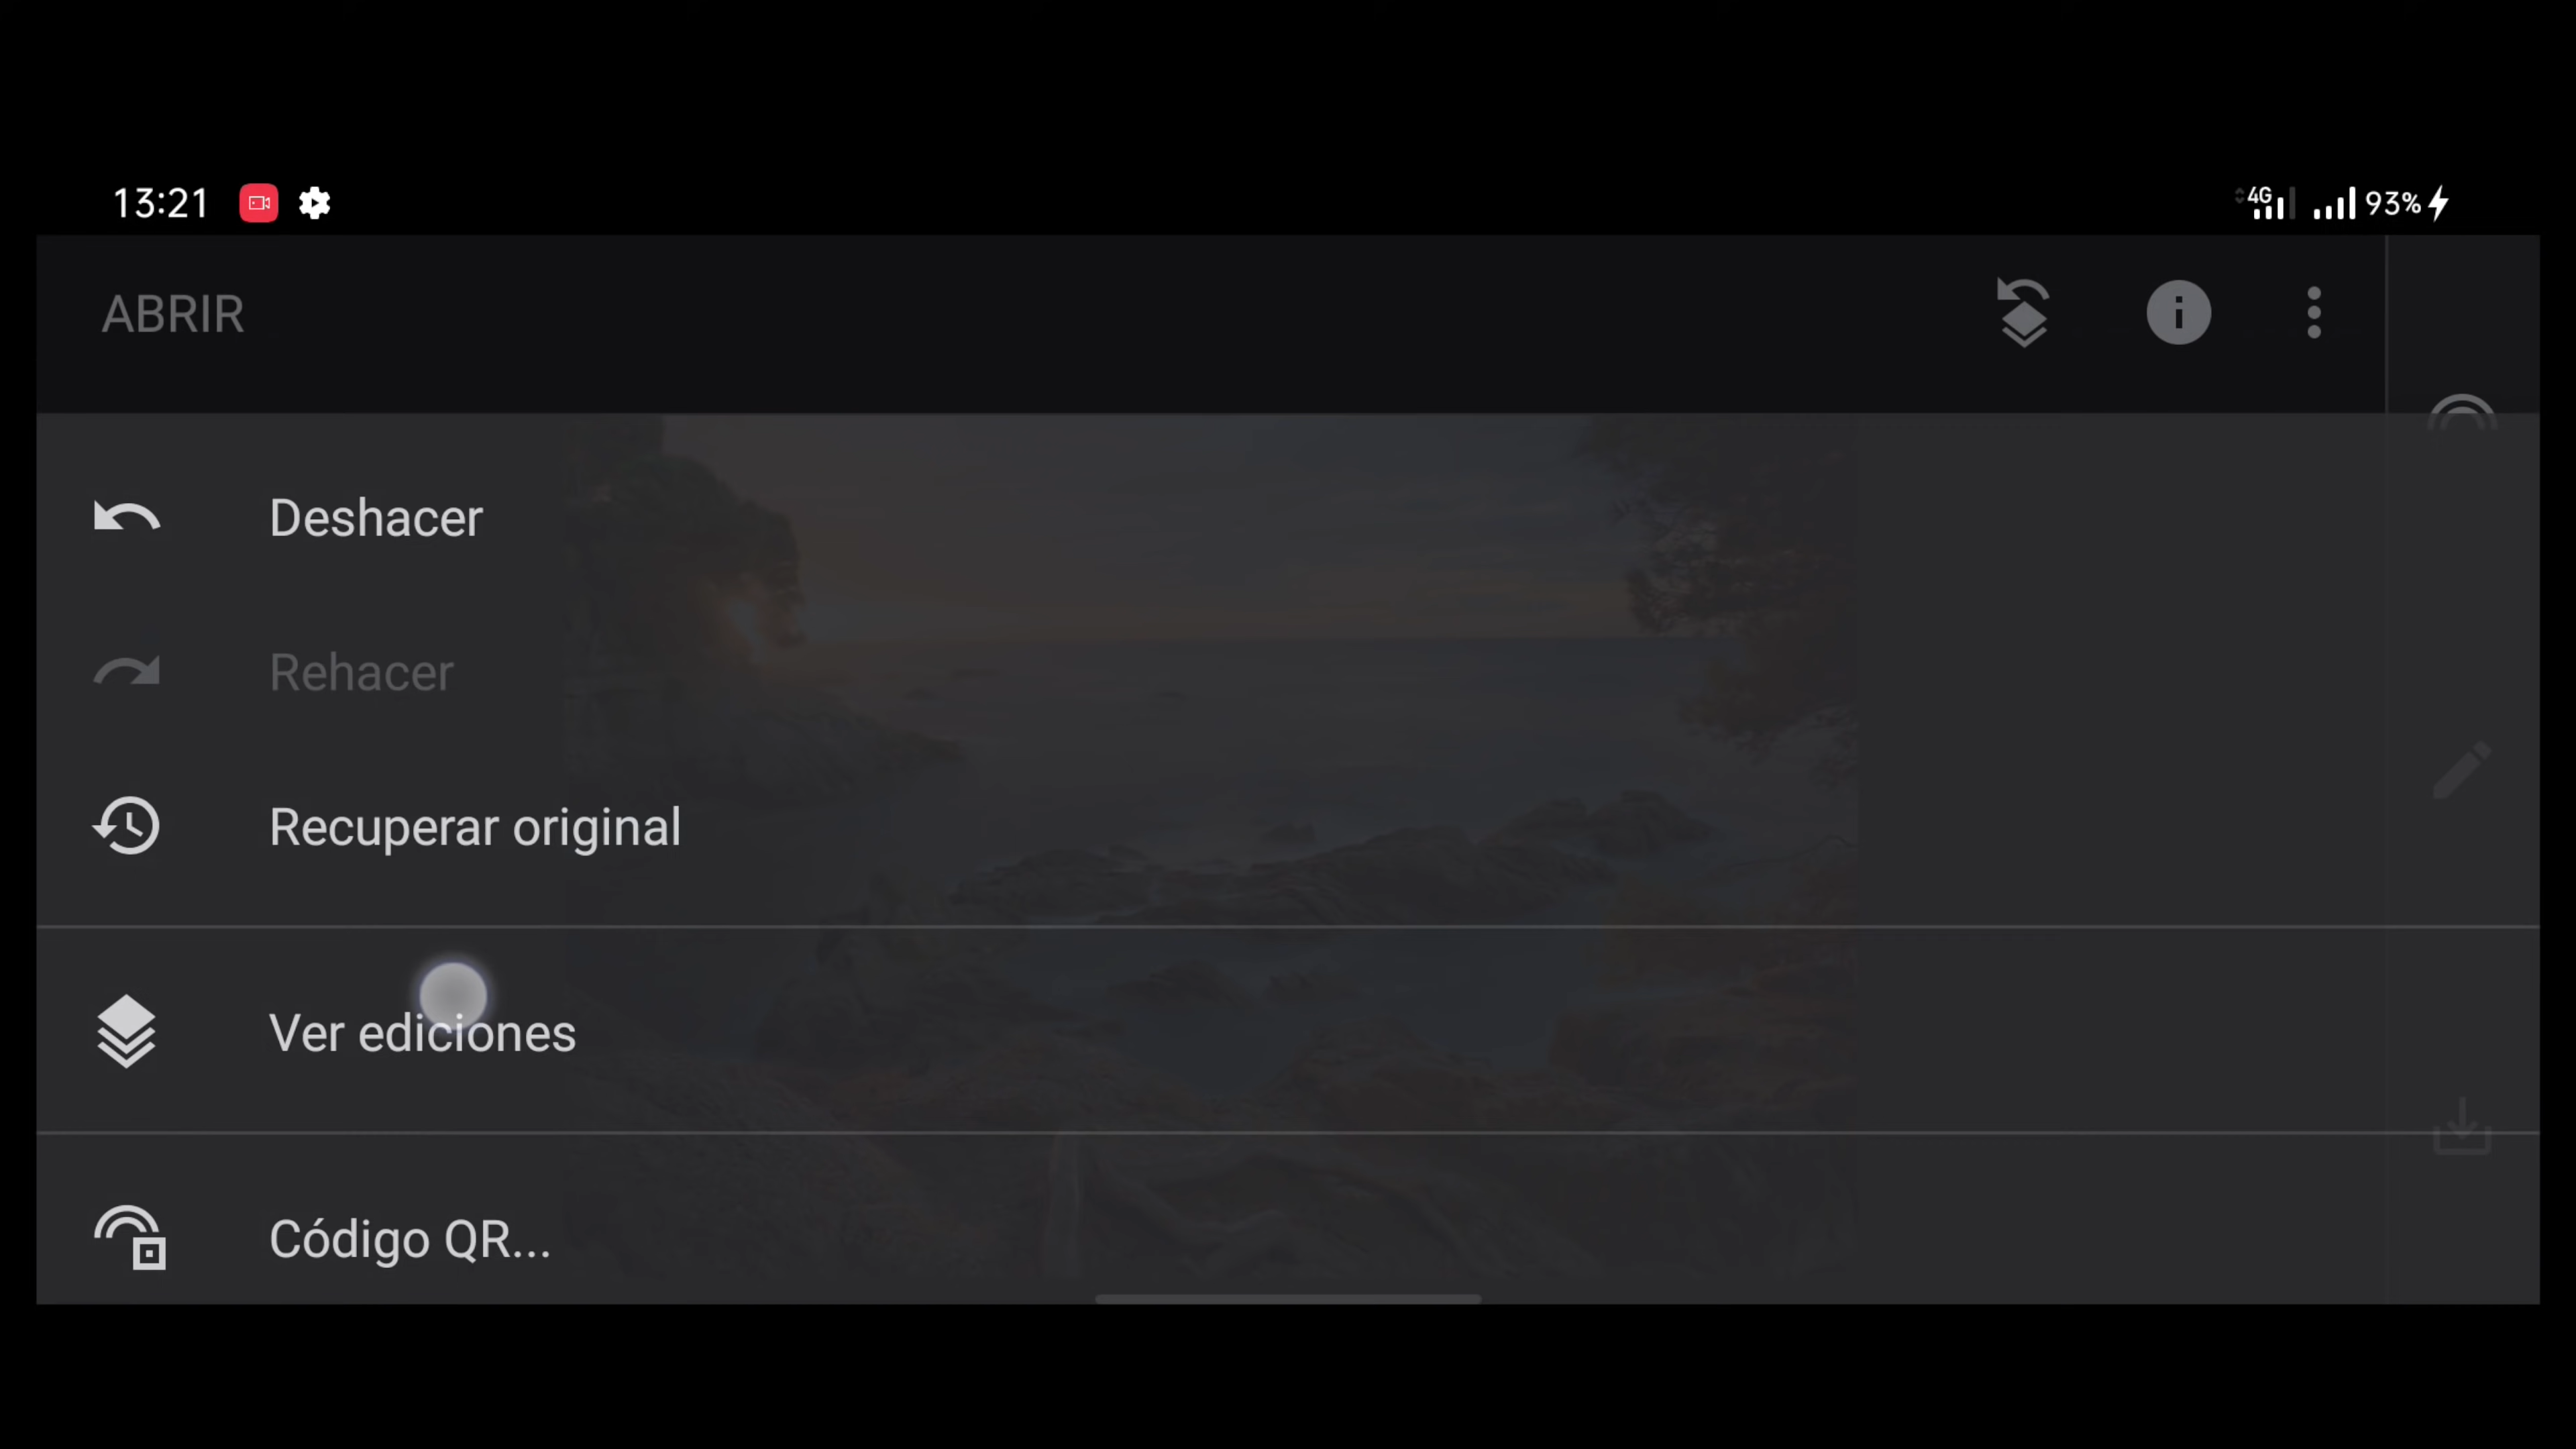 13:21
4G 93%
ABRIR
Deshacer
Rehacer
Recuperar original
Ver ediciones
Código QR...